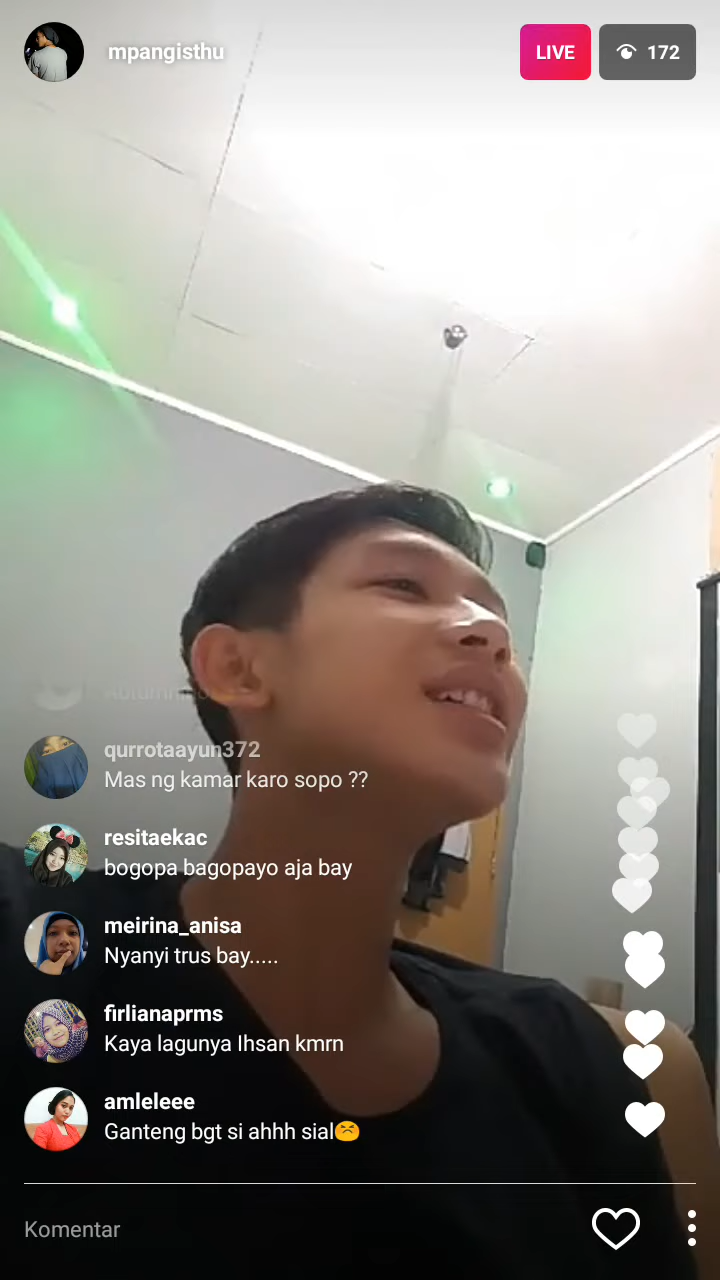 mpangisthu
LIVE
172
qurrotaayun372
Mas ng kamar karo sopo ??
resitaekac
bogopa bagopayo aja bay
meirina_anisa
Nyanyi trus bay.....
firlianaprms
Kaya lagunya Ihsan kmrn
amleleee
Ganteng bgt si ahhh sial😣
Komentar